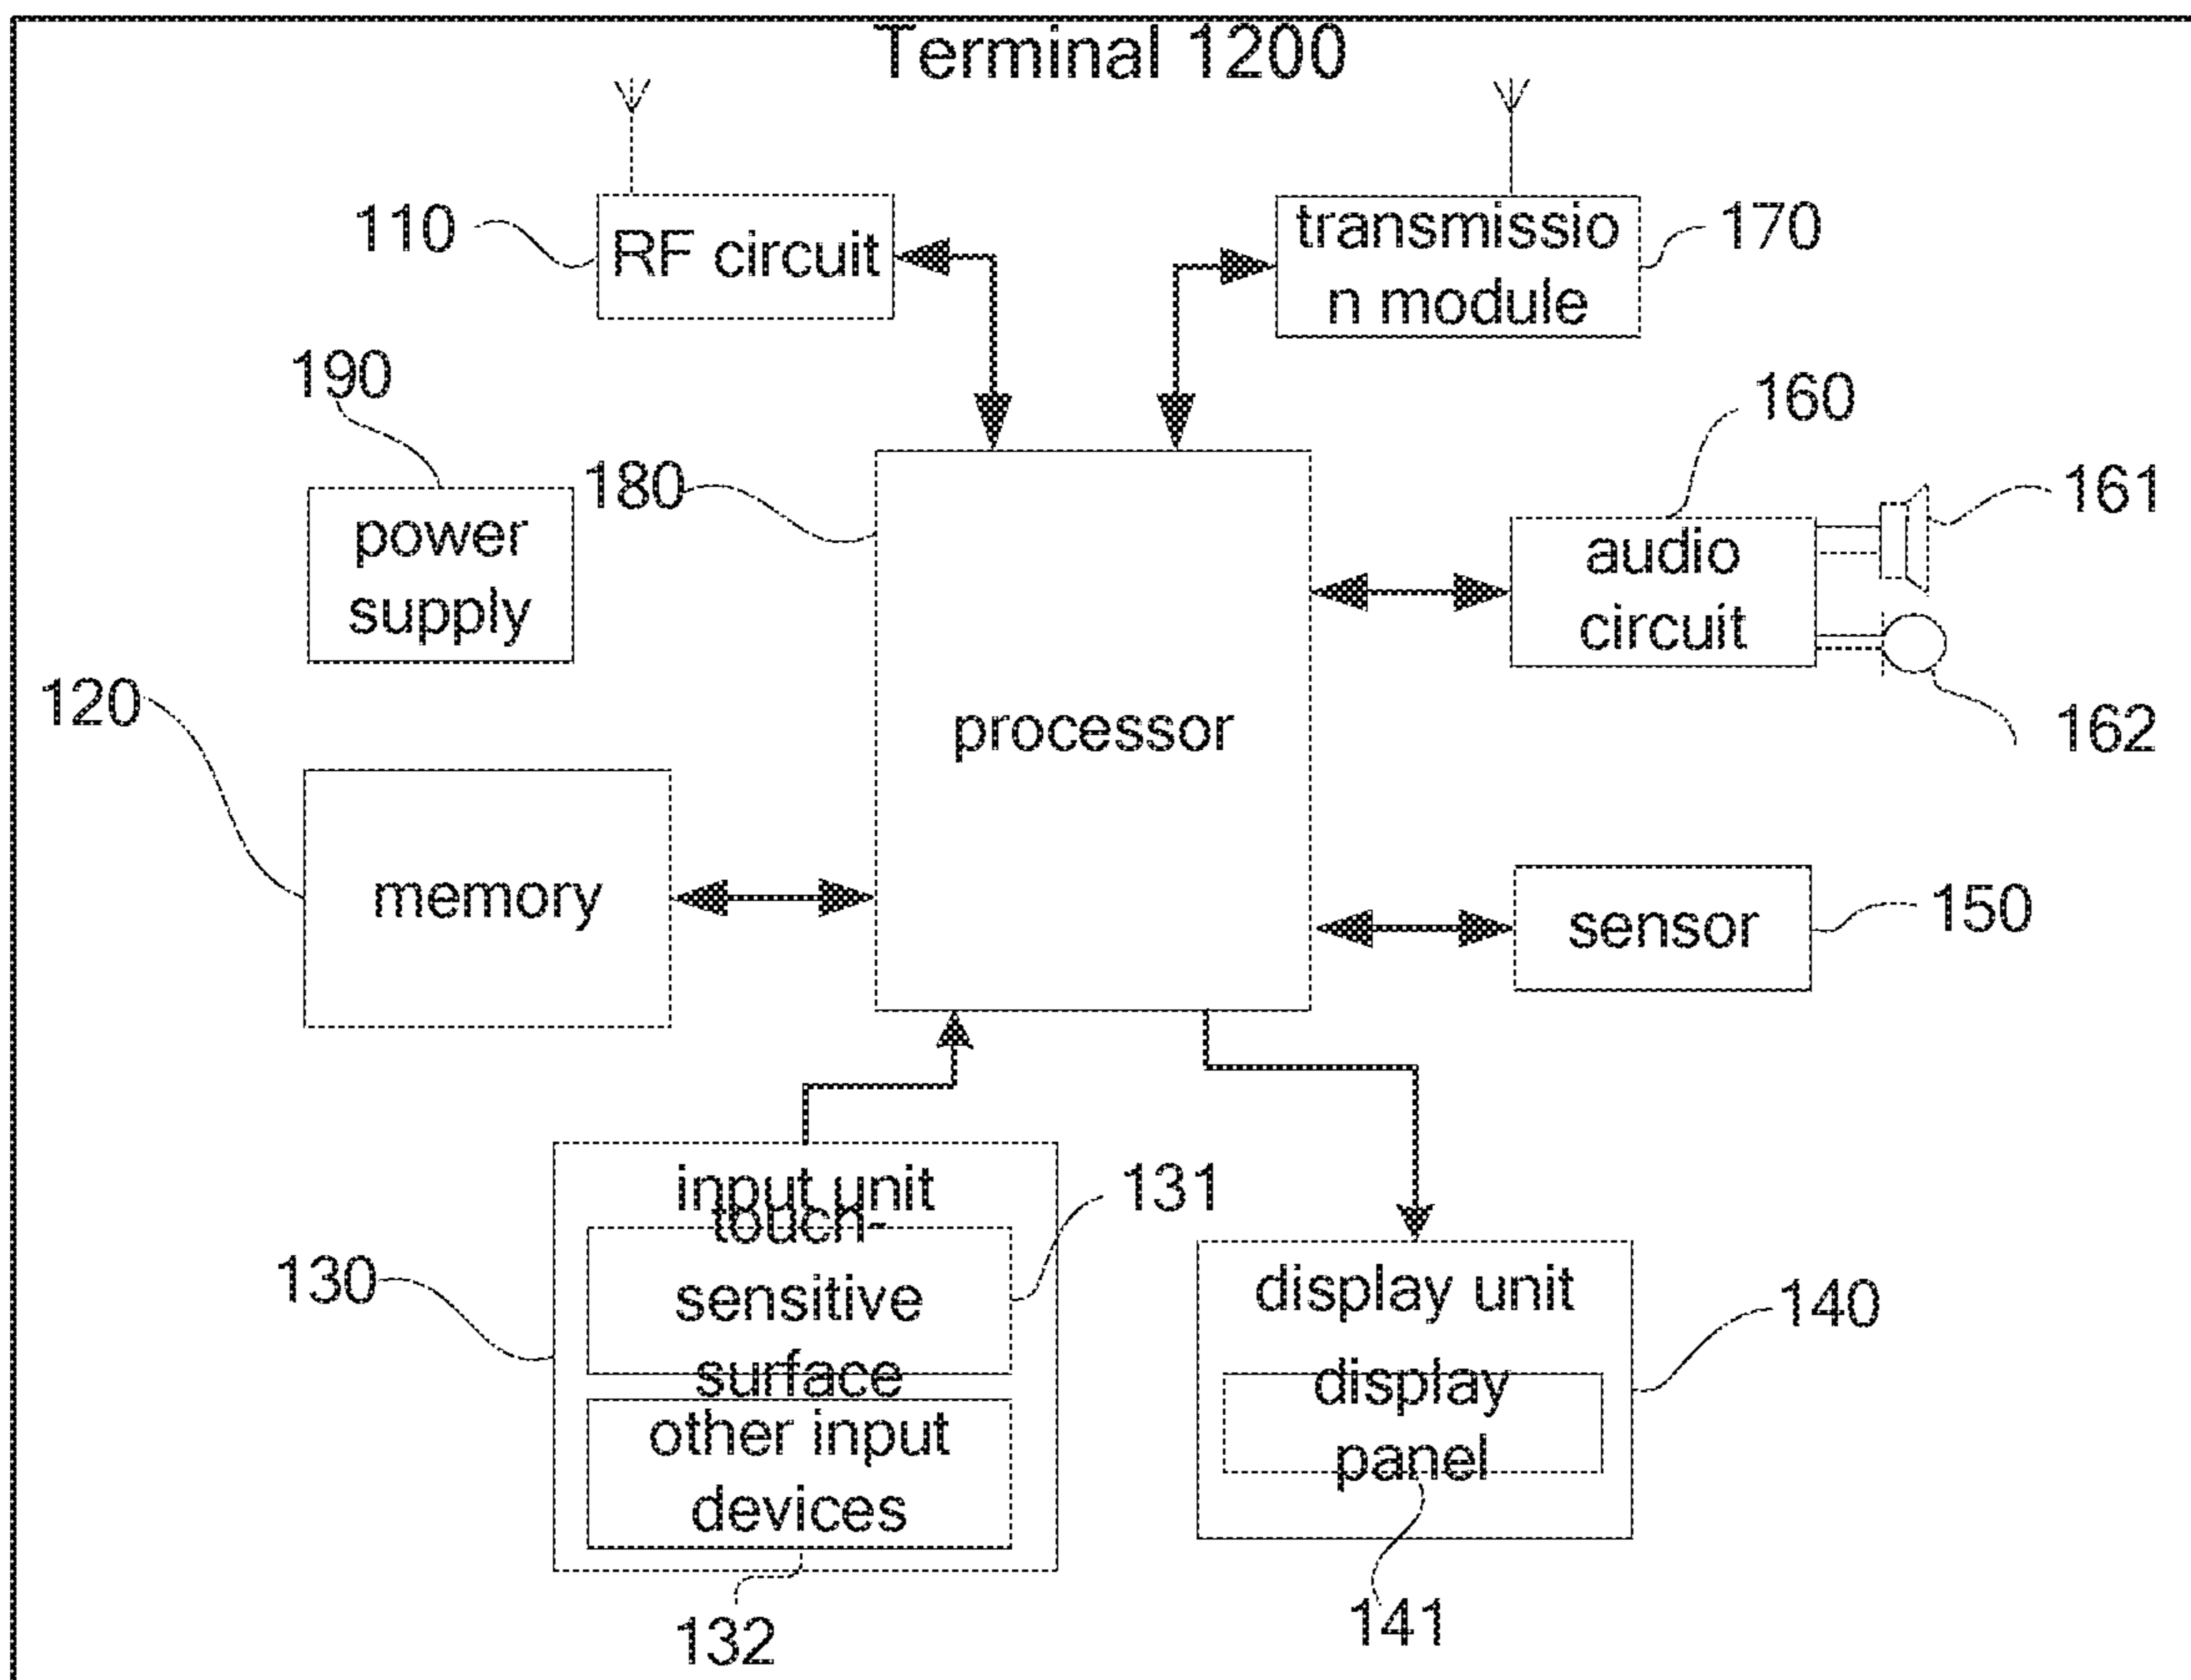 Terminal 1200
110
RF circuit
transmissio
n module
170
190
power
supply
180
processor
160
audio
circuit
161
162
120
memory
sensor
150
130
input unit
touch-
sensitive
surface
131
other input
devices
132
display unit
display
panel
140
141